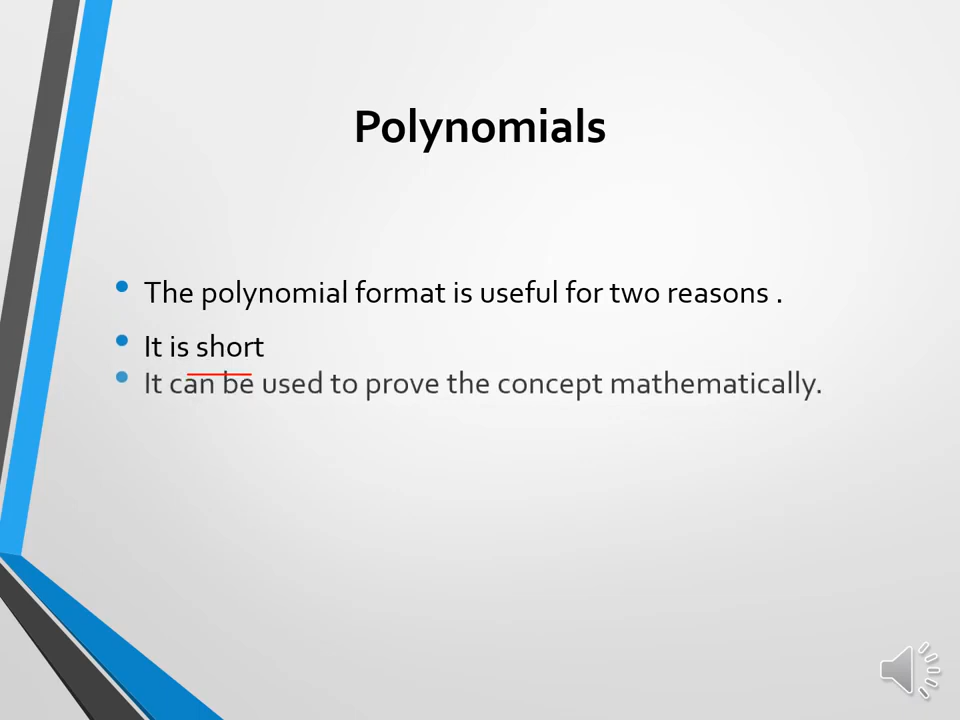 Polynomials
The polynomial format is useful for two reasons .
It is short
It can be used to prove the concept mathematically.